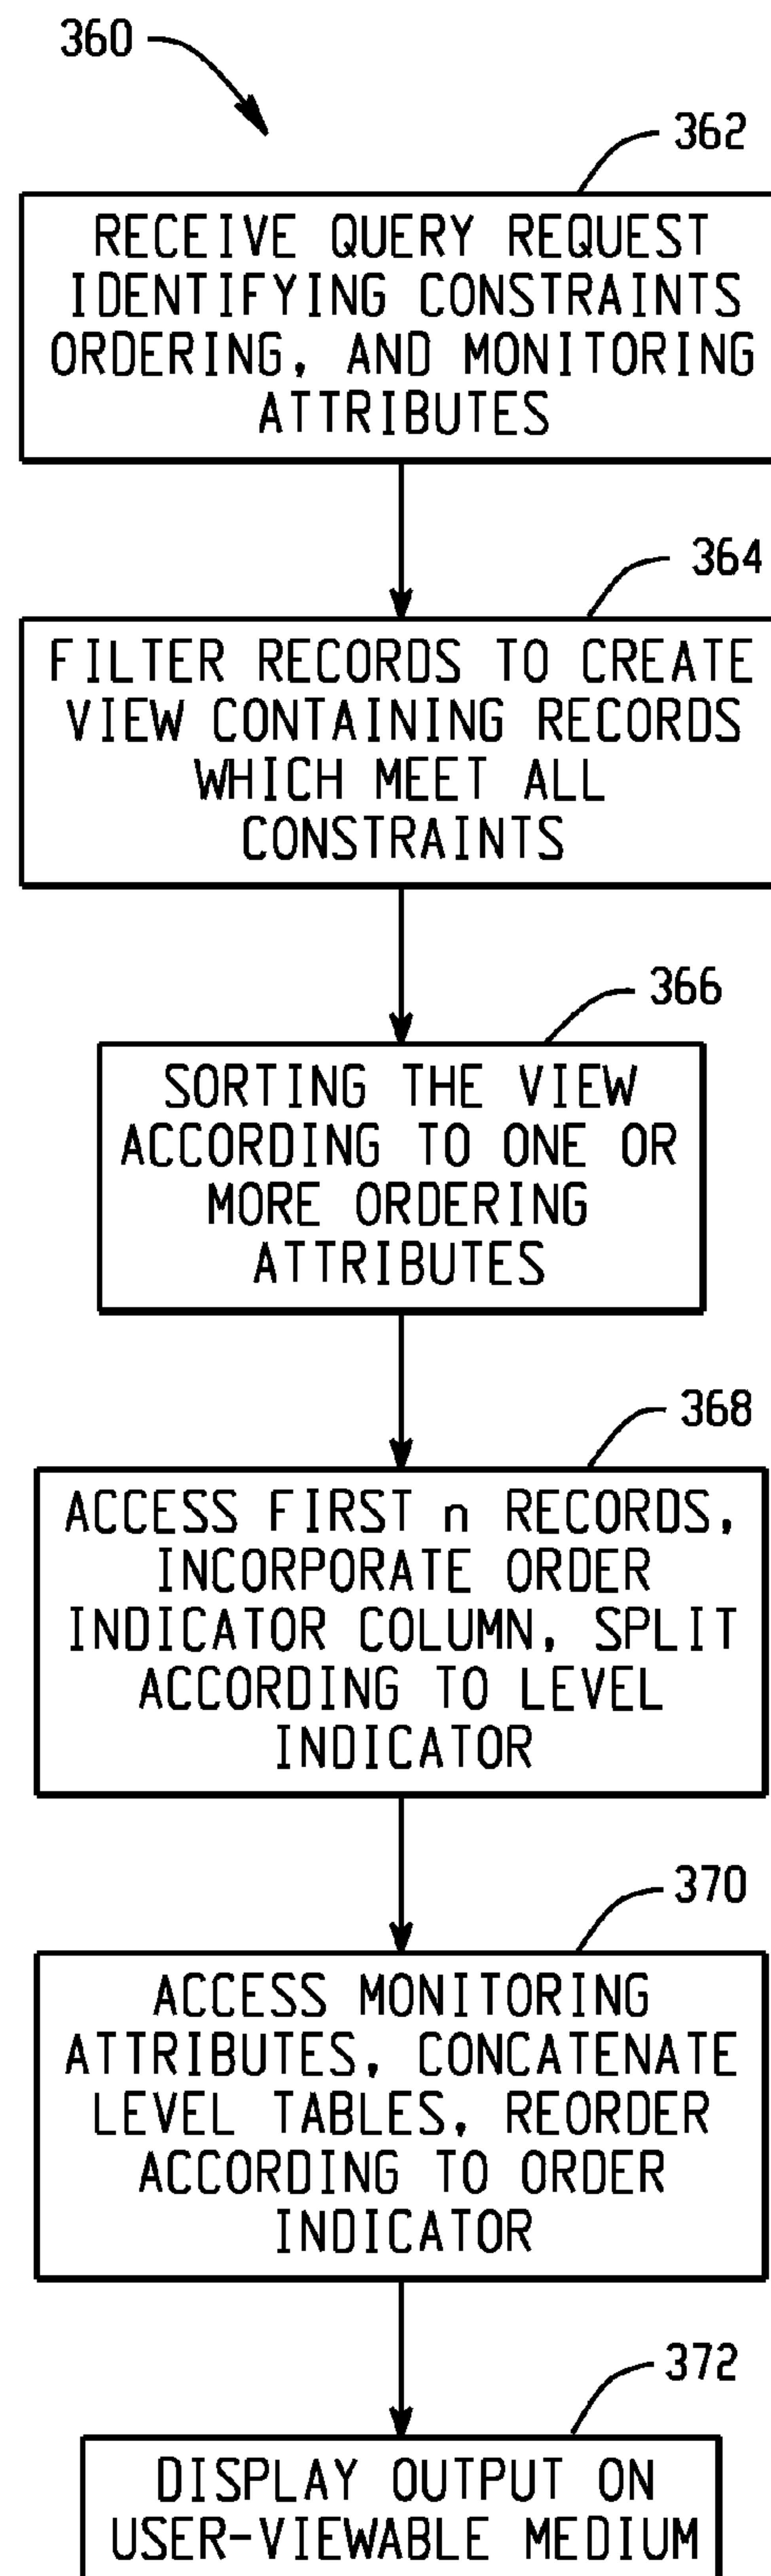 360
362
RECEIVE QUERY REQUEST
IDENTIFYING CONSTRAINTS
ORDERING, AND MONITORING
ATTRIBUTES
364
FILTER RECORDS TO CREATE
VIEW CONTAINING RECORDS
WHICH MEET ALL
CONSTRAINTS
366
SORTING THE VIEW
ACCORDING TO ONE OR
MORE ORDERING
ATTRIBUTES
368
ACCESS FIRST n RECORDS,
INCORPORATE ORDER
INDICATOR COLUMN, SPLIT
ACCORDING TO LEVEL
INDICATOR
370
ACCESS MONITORING
ATTRIBUTES, CONCATENATE
LEVEL TABLES, REORDER
ACCORDING TO ORDER
INDICATOR
372
DISPLAY OUTPUT ON
USER-VIEWABLE MEDIUM